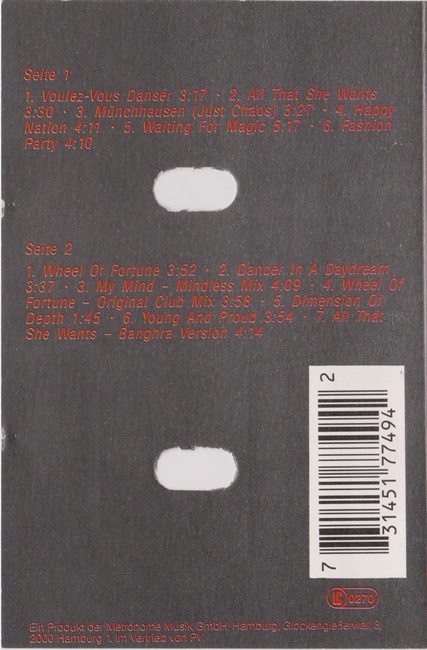 Seite 1
1. Voulez-Vous Danser 3:17 · 2. All That She Wants
3:30 · 3. Münchhausen (Just Chaos) 3:27 · 4. Happy
Nation 4:11 · 5. Waiting For Magic 5:17 · 6. Fashion
Party 4:10
Seite 2
1. Wheel Of Fortune 3:52 · 2. Dancer In A Daydream
3:37 · 3. My Mind – Mindless Mix 4:09 · 4. Wheel Of
Fortune – Original Club Mix 3:58 · 5. Dimension Of
Depth 1:45 · 6. Young And Proud 3:54 · 7. All That
She Wants – Banghra Version 4:14
7 31451 77494 2
LC 0270
Ein Produkt der Metronome Musik GmbH, Hamburg, Glockengießerwall 3,
2000 Hamburg 1. Im Vertrieb von PV.